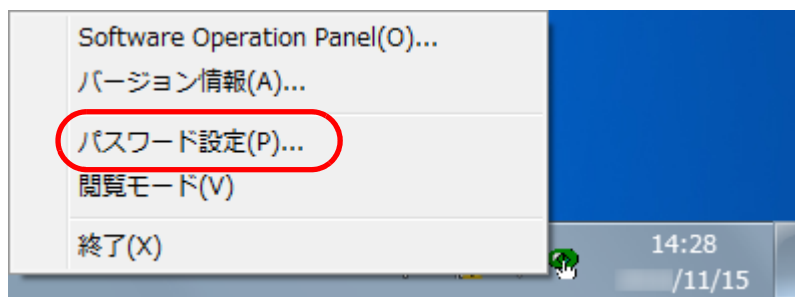 Software Operation Panel(O)...
バージョン情報(A)...
パスワード設定(P)...
閲覧モード(V)
終了(X)
14:28
/11/15